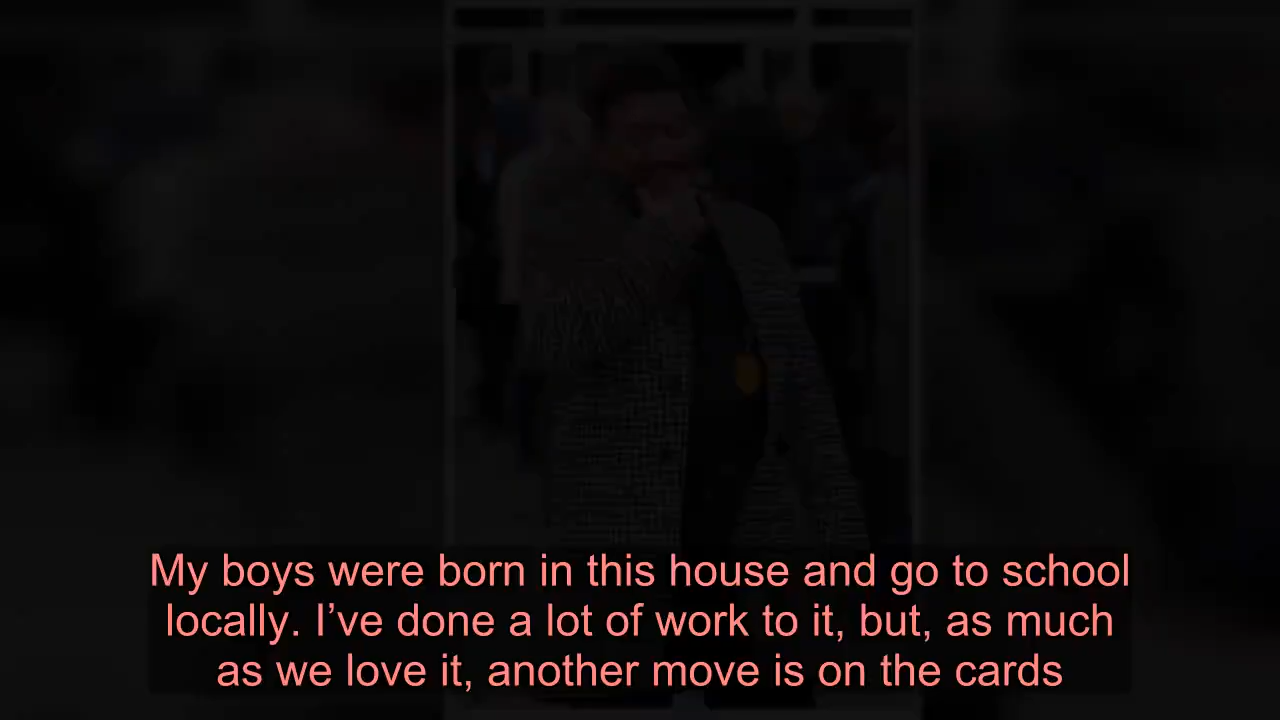 My boys were born in this house and go to school
locally. I’ve done a lot of work to it, but, as much
as we love it, another move is on the cards